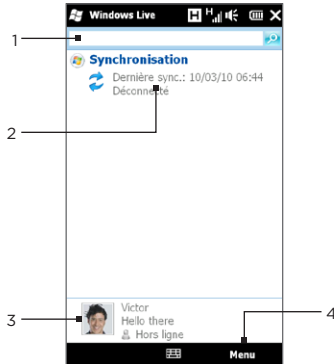 Windows Live H H
1
Synchronisation
Dernière sync.: 10/03/10 06:44
Déconnecté
2
Victor
Hello there
Hors ligne
3
4
Menu